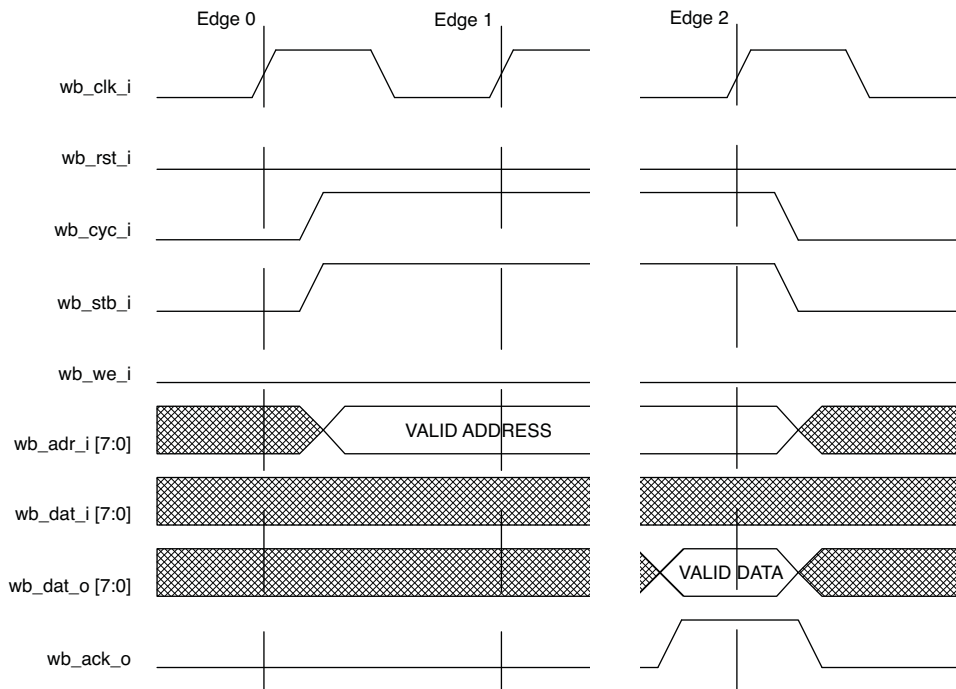 Edge 0 Edge 1 Edge 2
wb_clk_i
wb_rst_i
wb_cyc_i
wb_stb_i
wb_we_i
wb_adr_i [7:0] VALID ADDRESS
wb_dat_i [7:0]
wb_dat_o [7:0] VALID DATA
wb_ack_o